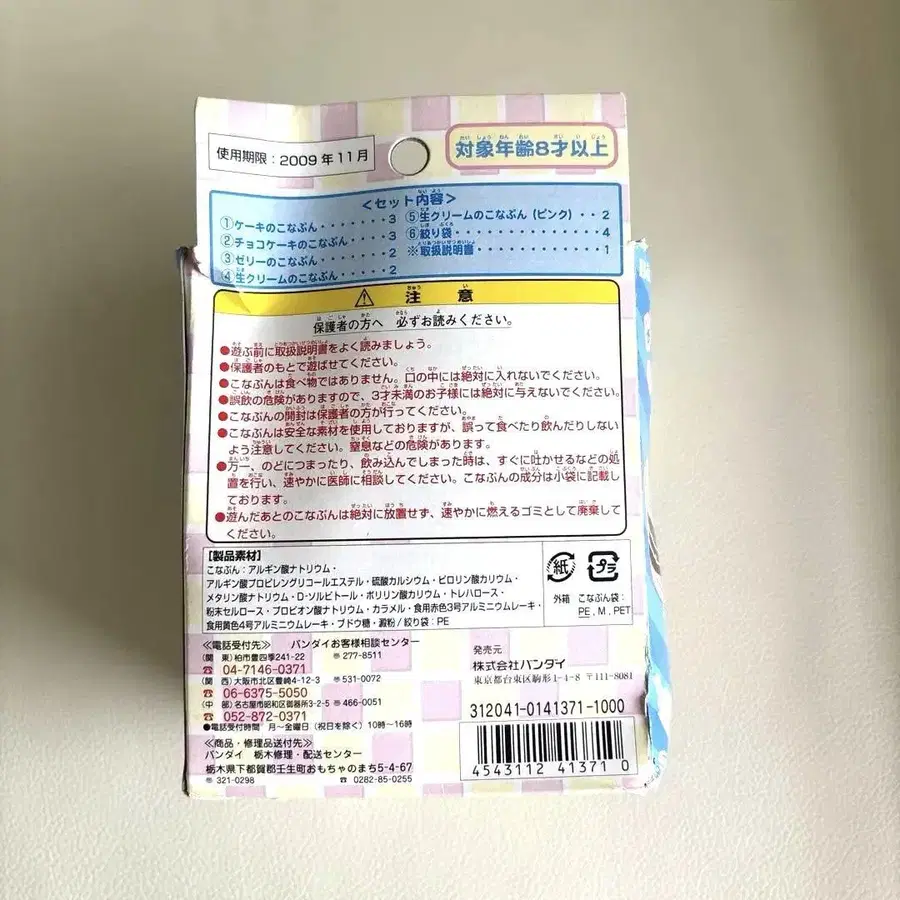 使用期限:2009年11月
対象年齢8才以上
<セット内容>
①ケーキのこなぷん・・・・・・・3
②チョコケーキのこなぷん・・・・3
③ゼリーのこなぷん・・・・・・・2
④生クリームのこなぷん・・・・・2
⑤生クリームのこなぷん(ピンク)・・2
⑥絞り袋・・・・・・・・・・・・・4
※取扱説明書・・・・・・・・・・・1
⚠ 注意
保護者の方へ 必ずお読みください。
●遊ぶ前に取扱説明書をよく読みましょう。
●保護者のもとで遊ばせてください。
●こなぷんは食べ物ではありません。口の中には絶対に入れないでください。
●誤飲の危険がありますので、3才未満のお子様には絶対に与えないでください。
●こなぷんの開封は保護者の方が行ってください。
●こなぷんは安全な素材を使用しておりますが、誤って食べたり飲んだりしない
よう注意してください。窒息などの危険があります。
●万一、のどにつまったり、飲み込んでしまった時は、すぐに吐かせるなどの処
置を行い、速やかに医師に相談してください。こなぷんの成分は小袋に記載し
ております。
●遊んだあとのこなぷんは絶対に放置せず、速やかに燃えるゴミとして廃棄して
ください。
【製品素材】
こなぷん:アルギン酸ナトリウム・
アルギン酸プロピレングリコールエステル・硫酸カルシウム・ピロリン酸カリウム・
メタリン酸ナトリウム・D-ソルビトール・ポリリン酸カリウム・トレハロース・
粉末セルロース・プロピオン酸ナトリウム・カラメル・食用赤色3号アルミニウムレーキ・
食用黄色4号アルミニウムレーキ・ブドウ糖・澱粉/絞り袋:PE
紙
外箱
プラ
こなぷん袋:
PE,M,PET
≪電話受付先≫ バンダイお客様相談センター
(関 東)柏市豊四季241-22 〒277-8511
☎ 04-7146-0371
(関 西)大阪市北区豊崎4-12-3 〒531-0072
☎ 06-6375-5050
(中 部)名古屋市昭和区御器所3-2-5 〒466-0051
☎ 052-872-0371
●電話受付時間 月~金曜日(祝日を除く)10時~16時
≪商品・修理品送付先≫
バンダイ 栃木修理・配送センター
栃木県下都賀郡壬生町おもちゃのまち5-4-67
〒321-0298 ☎0282-85-0255
発売元
株式会社バンダイ
東京都台東区駒形1-4-8 〒111-8081
312041-0141371-1000
4543112 413710